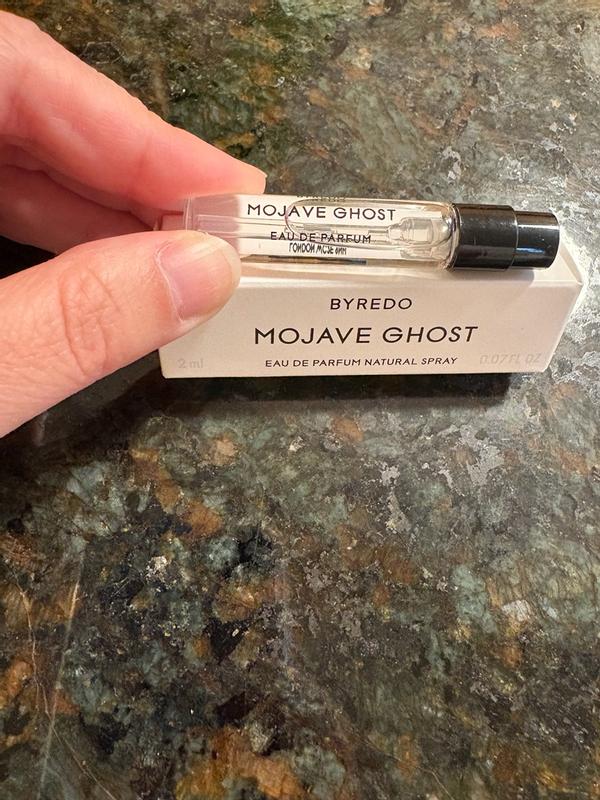 MOJAVE GHOST
EAU DE PARFUM
BYREDO
MOJAVE GHOST
2 ml EAU DE PARFUM NATURAL SPRAY 0.07 FL OZ